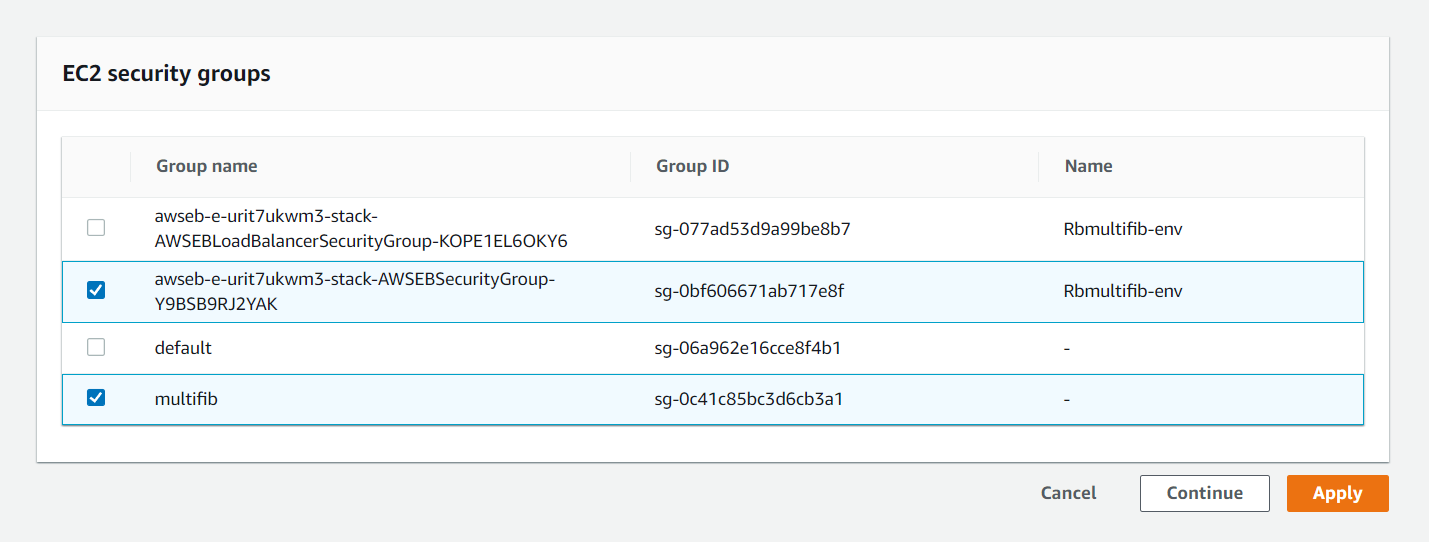 EC2 security groups
Group name Group ID Name
awseb-e-urit7ukwm3-stack-
AWSEBLoadBalancerSecurityGroup-KOPE1EL6OKY6 sg-077ad53d9a99be8b7 Rbmultifib-env
awseb-e-urit7ukwm3-stack-AWSEBSecurityGroup-
Y9BSB9RJ2YAK sg-0bf606671ab717e8f Rbmultifib-env
default sg-06a962e16cce8f4b1 -
multifib sg-0c41c85bc3d6cb3a1 -
Cancel Continue Apply